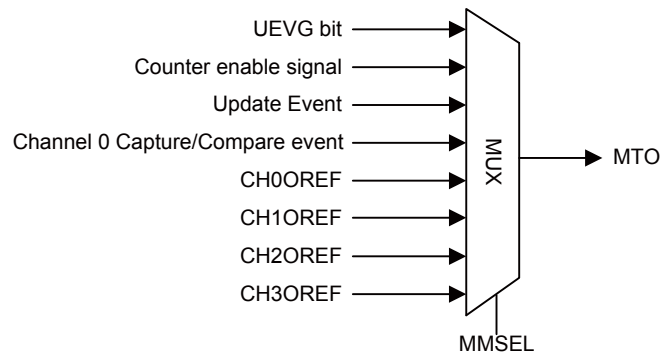 UEVG bit
Counter enable signal
Update Event
Channel 0 Capture/Compare event
CH0OREF
CH1OREF
CH2OREF
CH3OREF
MUX
MTO
MMSEL